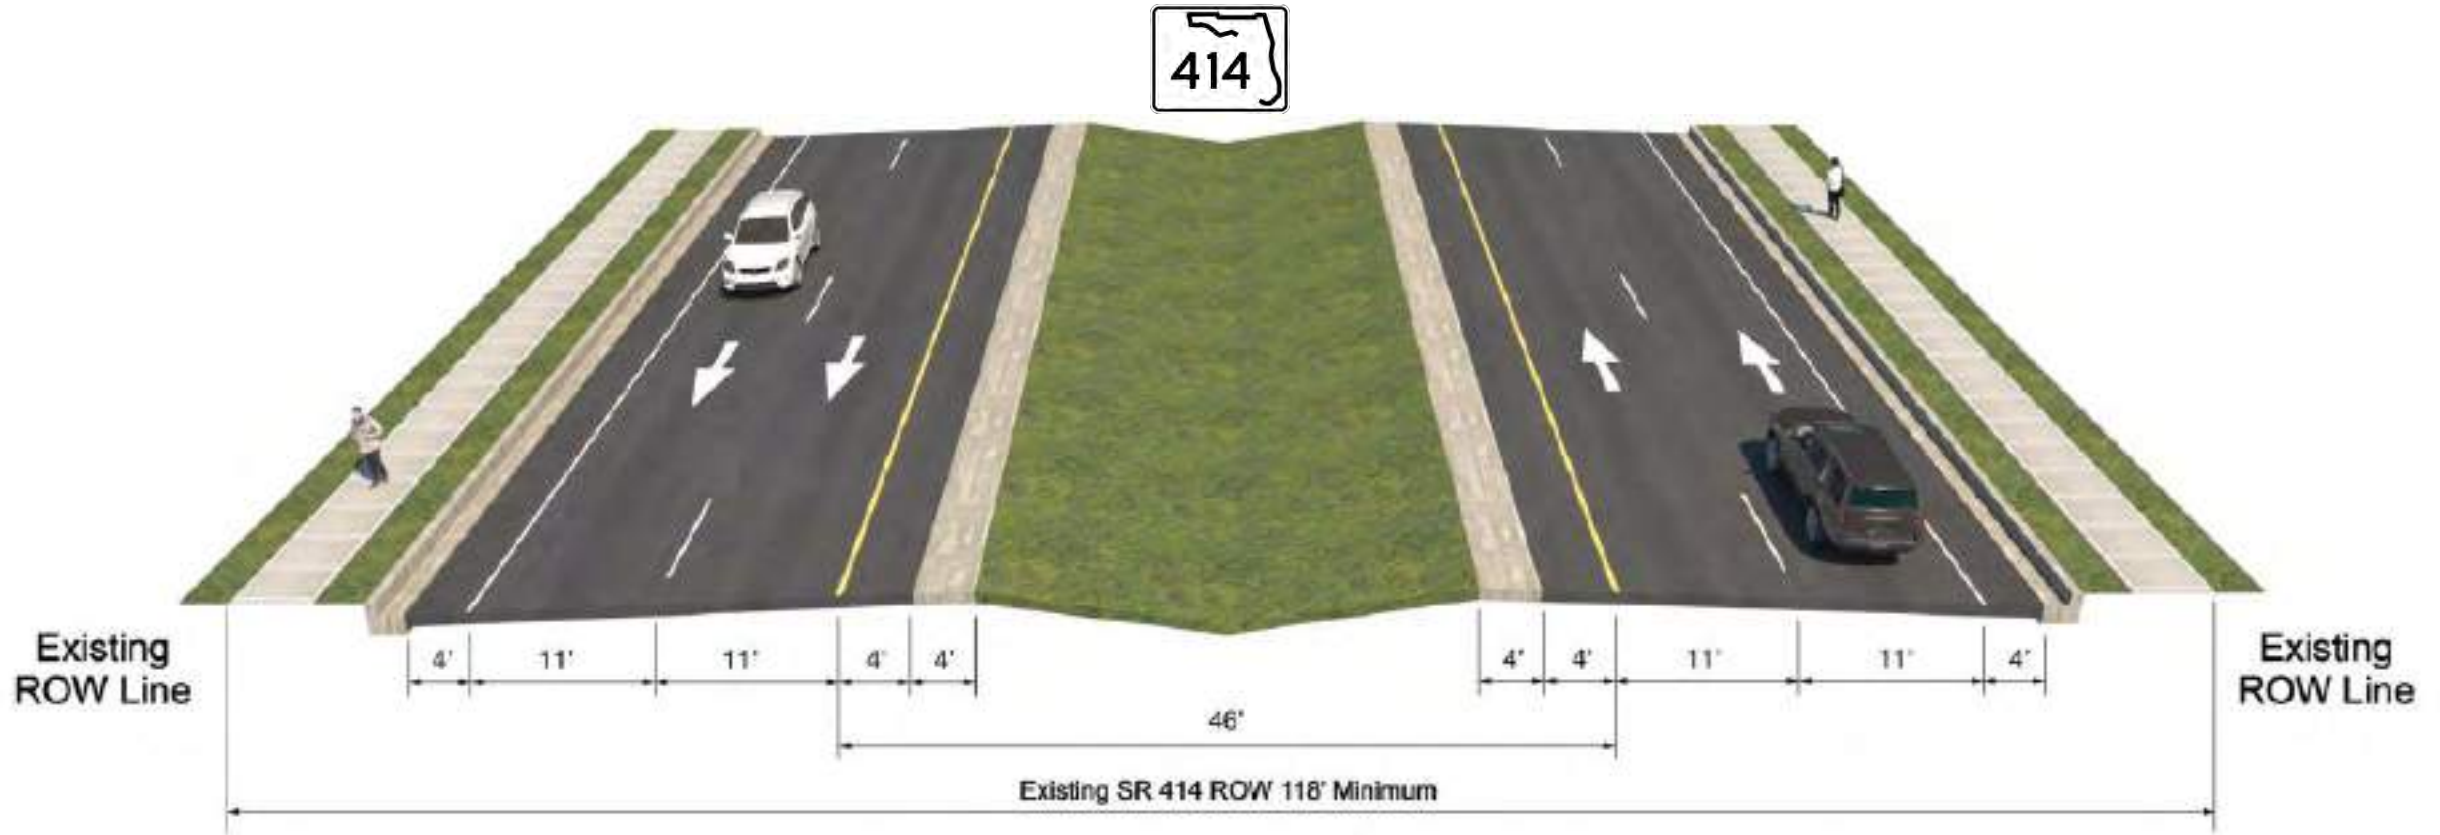 414
Existing
ROW Line
4' 11' 11' 4' 4' 4' 4' 11' 11' 4'
Existing
ROW Line
46'
Existing SR 414 ROW 118' Minimum